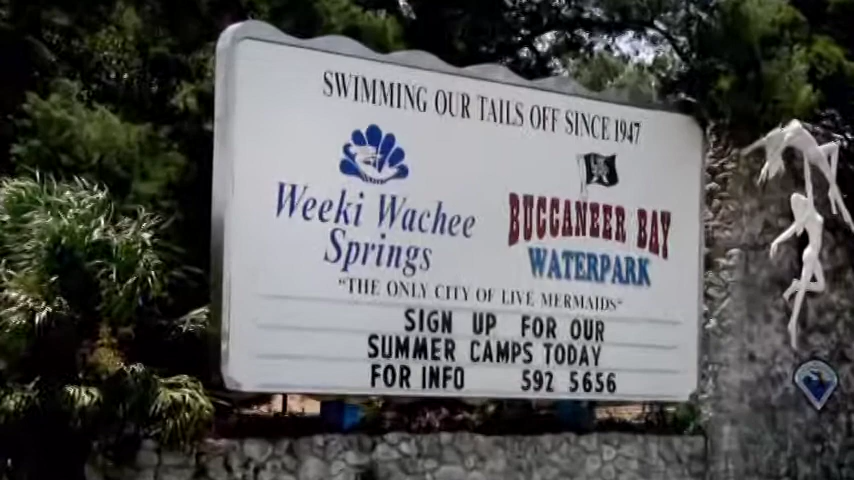 SWIMMING OUR TAILS OFF SINCE 1947
Weeki Wachee
Springs
BUCCANEER BAY
WATERPARK
"THE ONLY CITY OF LIVE MERMAIDS"
SIGN UP FOR OUR
SUMMER CAMPS TODAY
FOR INFO 592 5656